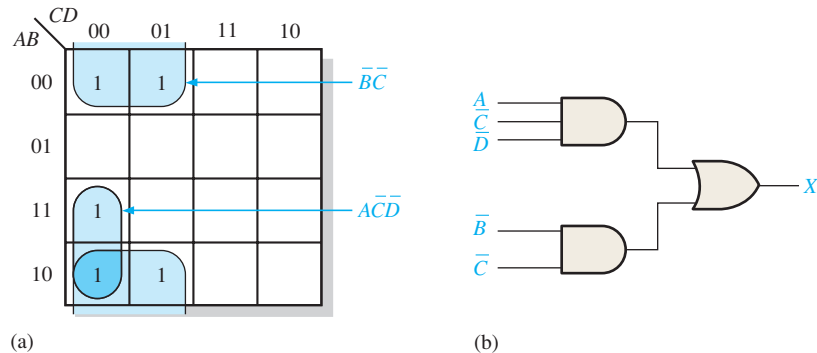 CD
AB
00 01 11 10
00 1 1 B̅C̅
01
11 1 AC̅D̅
10 1 1
(a)
A
C̅
D̅
B̅
C̅
X
(b)